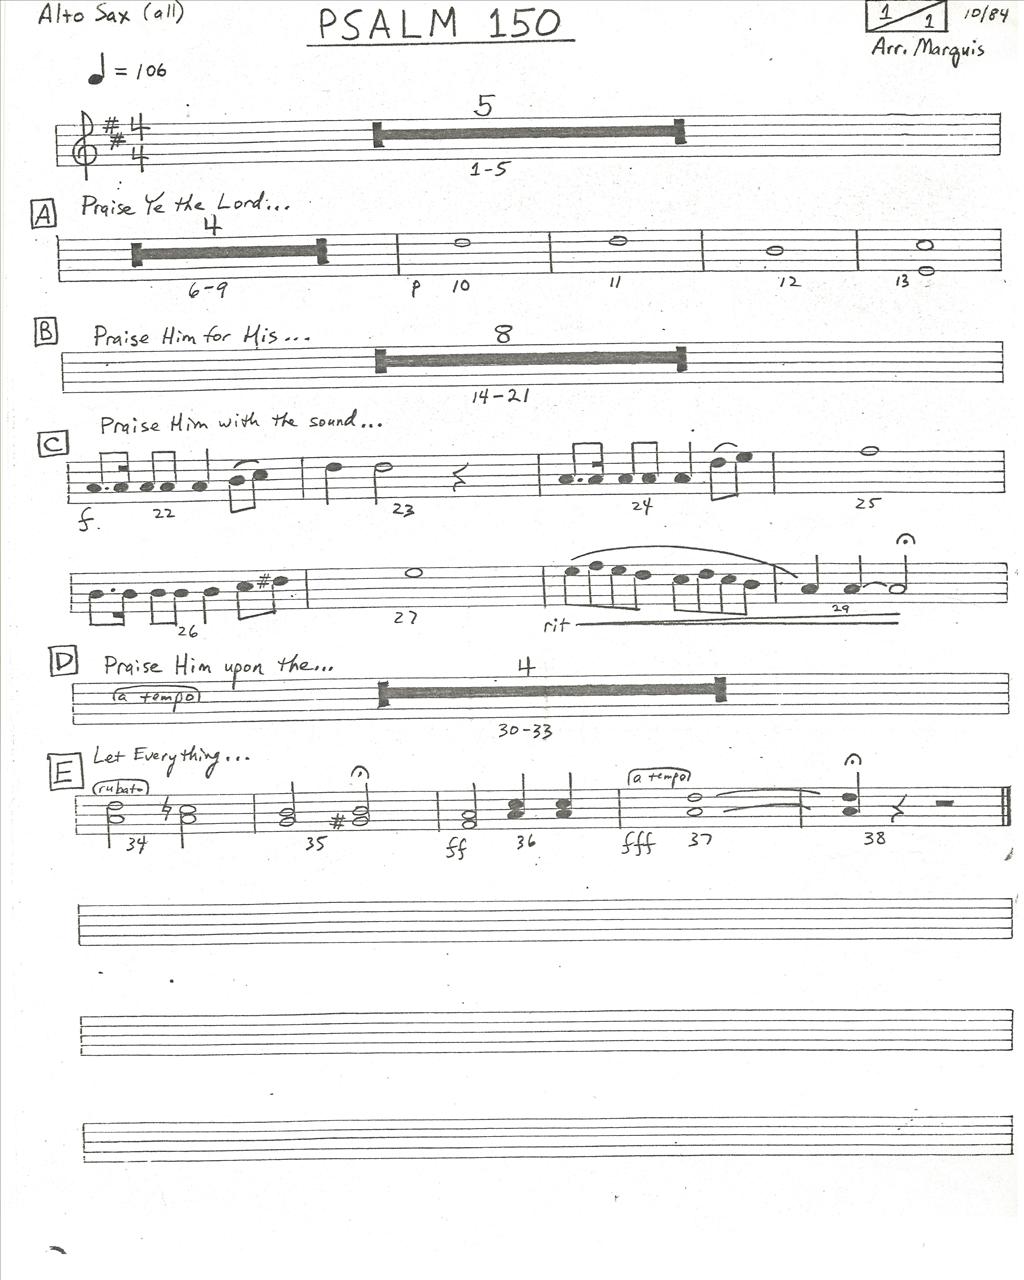 Alto Sax (all)
PSALM 150
1/1 10/84
Arr. Marquis
= 106
4
4
5
1-5
A Praise Ye the Lord...
4
6-9 p 10 11 12 13
B Praise Him for His...
8
14-21
C Praise Him with the sound...
f. 22 23 24 25
26 27 rit 29
D Praise Him upon the...
a tempo 4
30-33
E Let Everything...
rubato a tempo
34 35 ff 36 fff 37 38